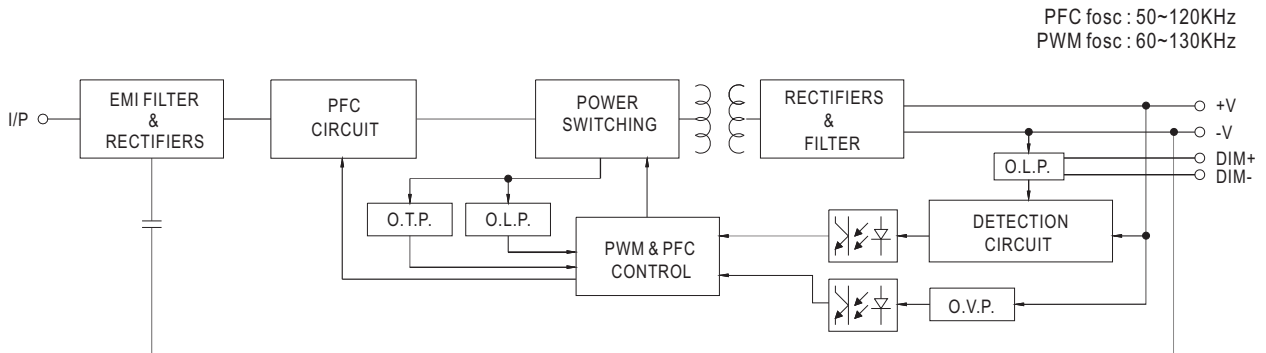 PFC fosc : 50~120KHz
PWM fosc : 60~130KHz
I/P
EMI FILTER
&
RECTIFIERS
PFC
CIRCUIT
POWER
SWITCHING
RECTIFIERS
&
FILTER
+V
-V
DIM+
DIM-
O.L.P.
O.T.P.
O.L.P.
PWM & PFC
CONTROL
DETECTION
CIRCUIT
O.V.P.